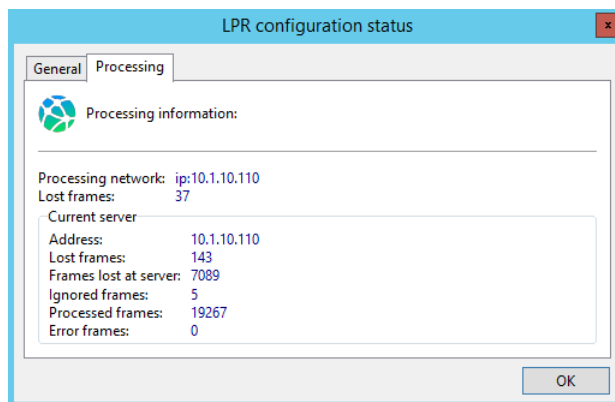 LPR configuration status
x
General Processing
Processing information:
Processing network: ip:10.1.10.110
Lost frames: 37
Current server
Address: 10.1.10.110
Lost frames: 143
Frames lost at server: 7089
Ignored frames: 5
Processed frames: 19267
Error frames: 0
OK